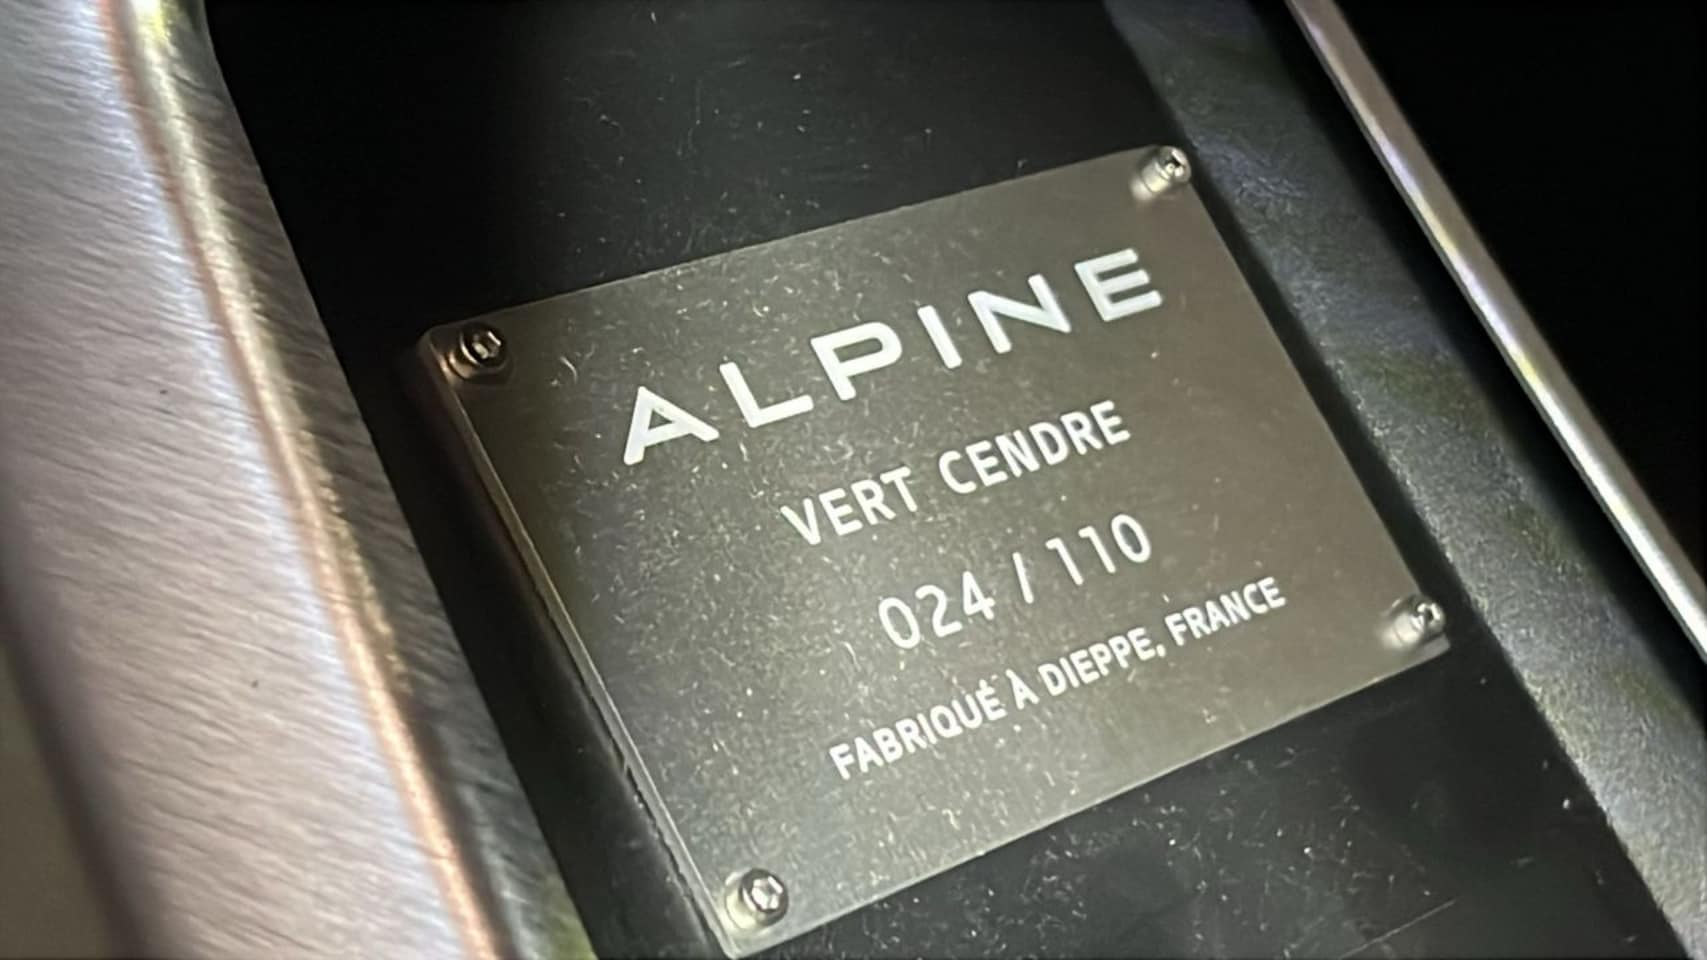 ALPINE
VERT CENDRE
024 / 110
FABRIQUÉ À DIEPPE, FRANCE